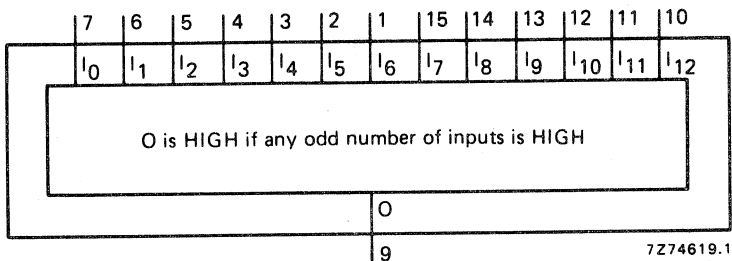 7 6 5 4 3 2 1 15 14 13 12 11 10
I0 I1 I2 I3 I4 I5 I6 I7 I8 I9 I10 I11 I12
O is HIGH if any odd number of inputs is HIGH
O
9
7Z74619.1